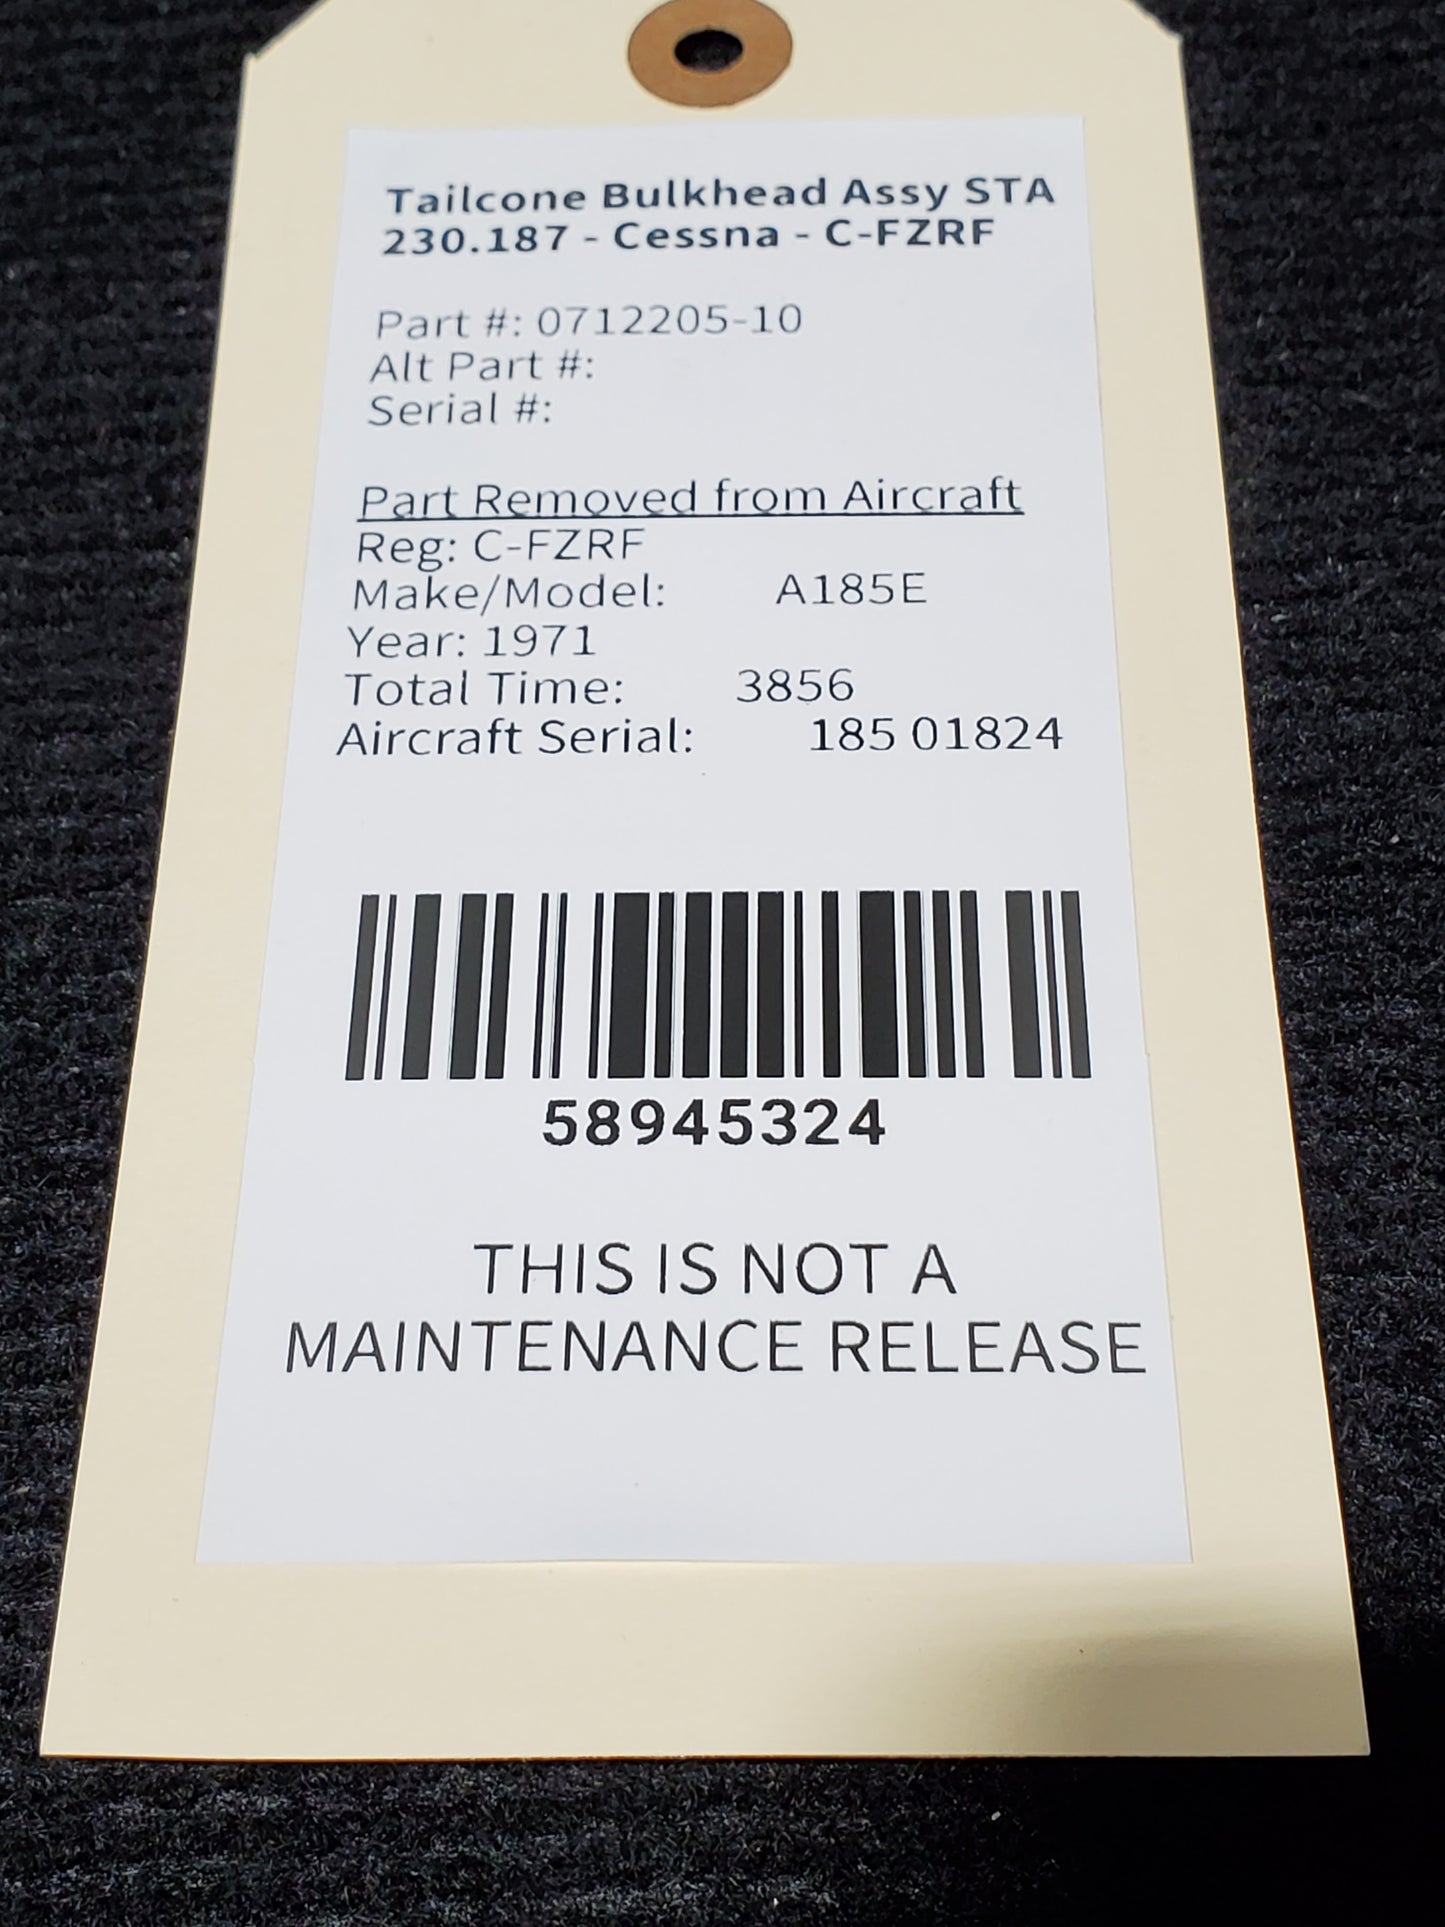 Tailcone Bulkhead Assy STA
230.187 - Cessna - C-FZRF
Part #: 0712205-10
Alt Part #:
Serial #:
Part Removed from Aircraft
Reg: C-FZRF
Make/Model: A185E
Year: 1971
Total Time: 3856
Aircraft Serial: 185 01824
58945324
THIS IS NOT A
MAINTENANCE RELEASE